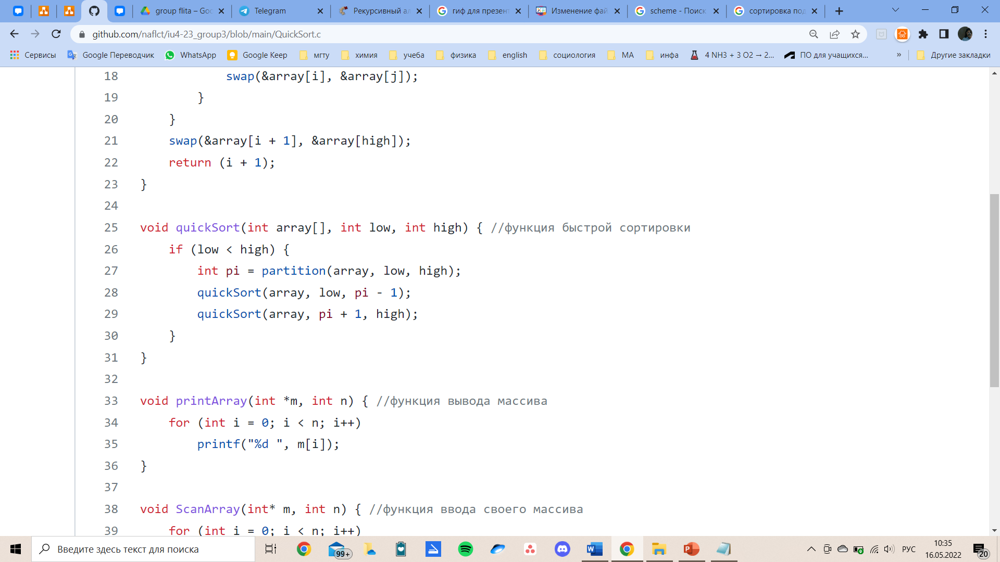 group flita – Goo
Telegram
Рекурсивный ал
гиф для презент
Изменение фай
scheme - Поиск
сортировка под
github.com/naflct/iu4-23_group3/blob/main/QuickSort.c
Сервисы Google Переводчик WhatsApp Google Keep мгту химия учеба физика english социология МА инфа 4 NH3 + 3 O2 → 2... ПО для учащихся... » Другие закладки
18 swap(&array[i], &array[j]);
19 }
20 }
21 swap(&array[i + 1], &array[high]);
22 return (i + 1);
23 }
24
25 void quickSort(int array[], int low, int high) { //функция быстрой сортировки
26 if (low < high) {
27 int pi = partition(array, low, high);
28 quickSort(array, low, pi - 1);
29 quickSort(array, pi + 1, high);
30 }
31 }
32
33 void printArray(int *m, int n) { //функция вывода массива
34 for (int i = 0; i < n; i++)
35 printf("%d ", m[i]);
36 }
37
38 void ScanArray(int* m, int n) { //функция ввода своего массива
39 for (int i = 0; i < n; i++)
Введите здесь текст для поиска
99+
W
P
РУС
10:35
16.05.2022
20